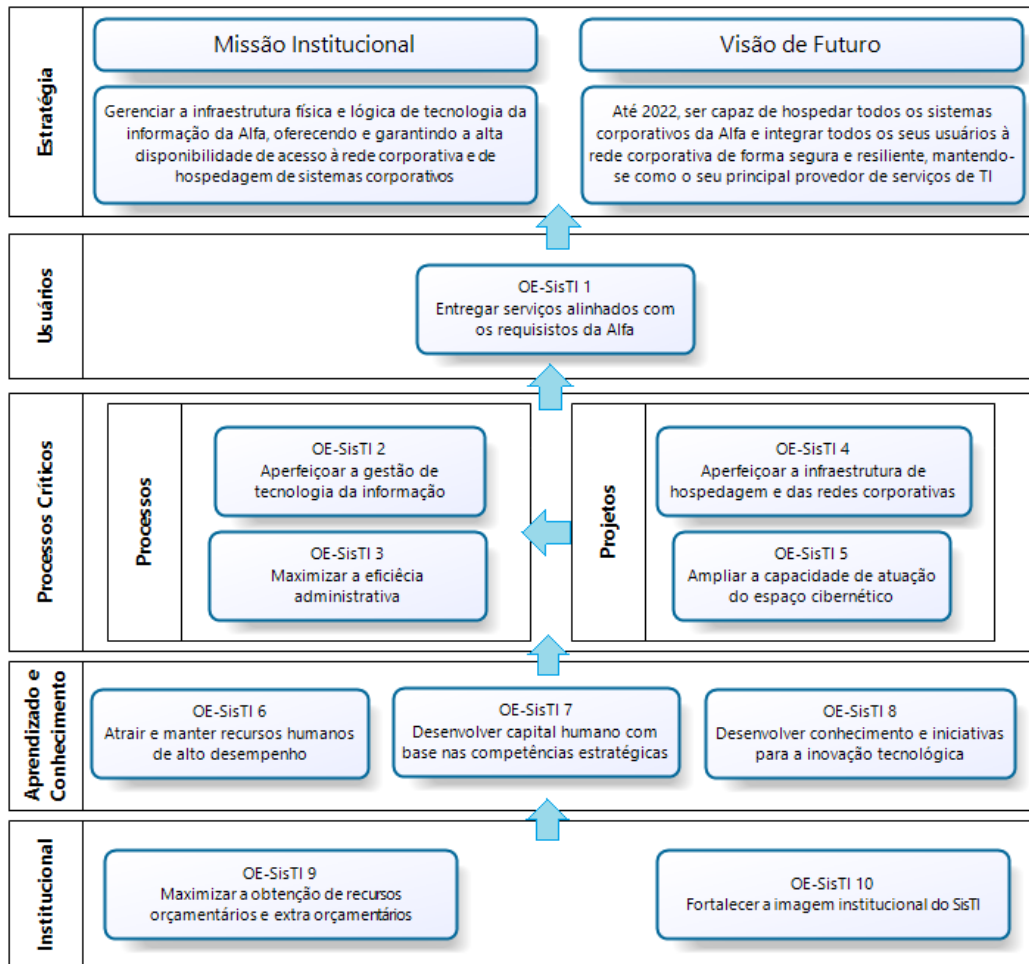 Estratégia
Missão Institucional
Visão de Futuro
Gerenciar a infraestrutura física e lógica de tecnologia da
informação da Alfa, oferecendo e garantindo a alta
disponibilidade de acesso à rede corporativa e de
hospedagem de sistemas corporativos
Até 2022, ser capaz de hospedar todos os sistemas
corporativos da Alfa e integrar todos os seus usuários à
rede corporativa de forma segura e resiliente, mantendo-
se como o seu principal provedor de serviços de TI
Usuários
OE-SisTI 1
Entregar serviços alinhados com
os requisistos da Alfa
Processos Críticos
Processos
OE-SisTI 2
Aperfeiçoar a gestão de
tecnologia da informação
OE-SisTI 3
Maximizar a eficiêcia
administrativa
Projetos
OE-SisTI 4
Aperfeiçoar a infraestrutura de
hospedagem e das redes corporativas
OE-SisTI 5
Ampliar a capacidade de atuação
do espaço cibernético
Aprendizado e
Conhecimento
OE-SisTI 6
Atrair e manter recursos humanos
de alto desempenho
OE-SisTI 7
Desenvolver capital humano com
base nas competências estratégicas
OE-SisTI 8
Desenvolver conhecimento e iniciativas
para a inovação tecnológica
Institucional
OE-SisTI 9
Maximizar a obtenção de recursos
orçamentários e extra orçamentários
OE-SisTI 10
Fortalecer a imagem institucional do SisTI